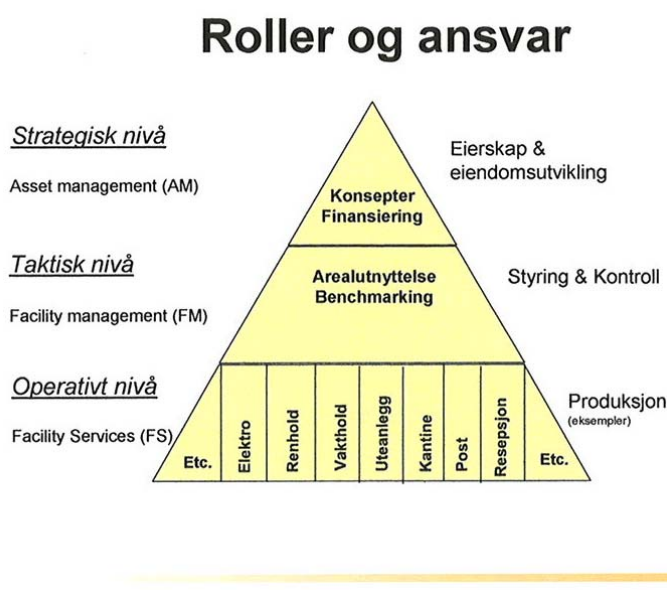 Roller og ansvar
Strategisk nivå
Asset management (AM)
Konsepter
Finansiering
Eierskap &
eiendomsutvikling
Taktisk nivå
Facility management (FM)
Arealutnyttelse
Benchmarking
Styring & Kontroll
Operativt nivå
Facility Services (FS)
Etc.
Elektro
Renhold
Vakthold
Uteanlegg
Kantine
Post
Resepsjon
Etc.
Produksjon
(eksempler)